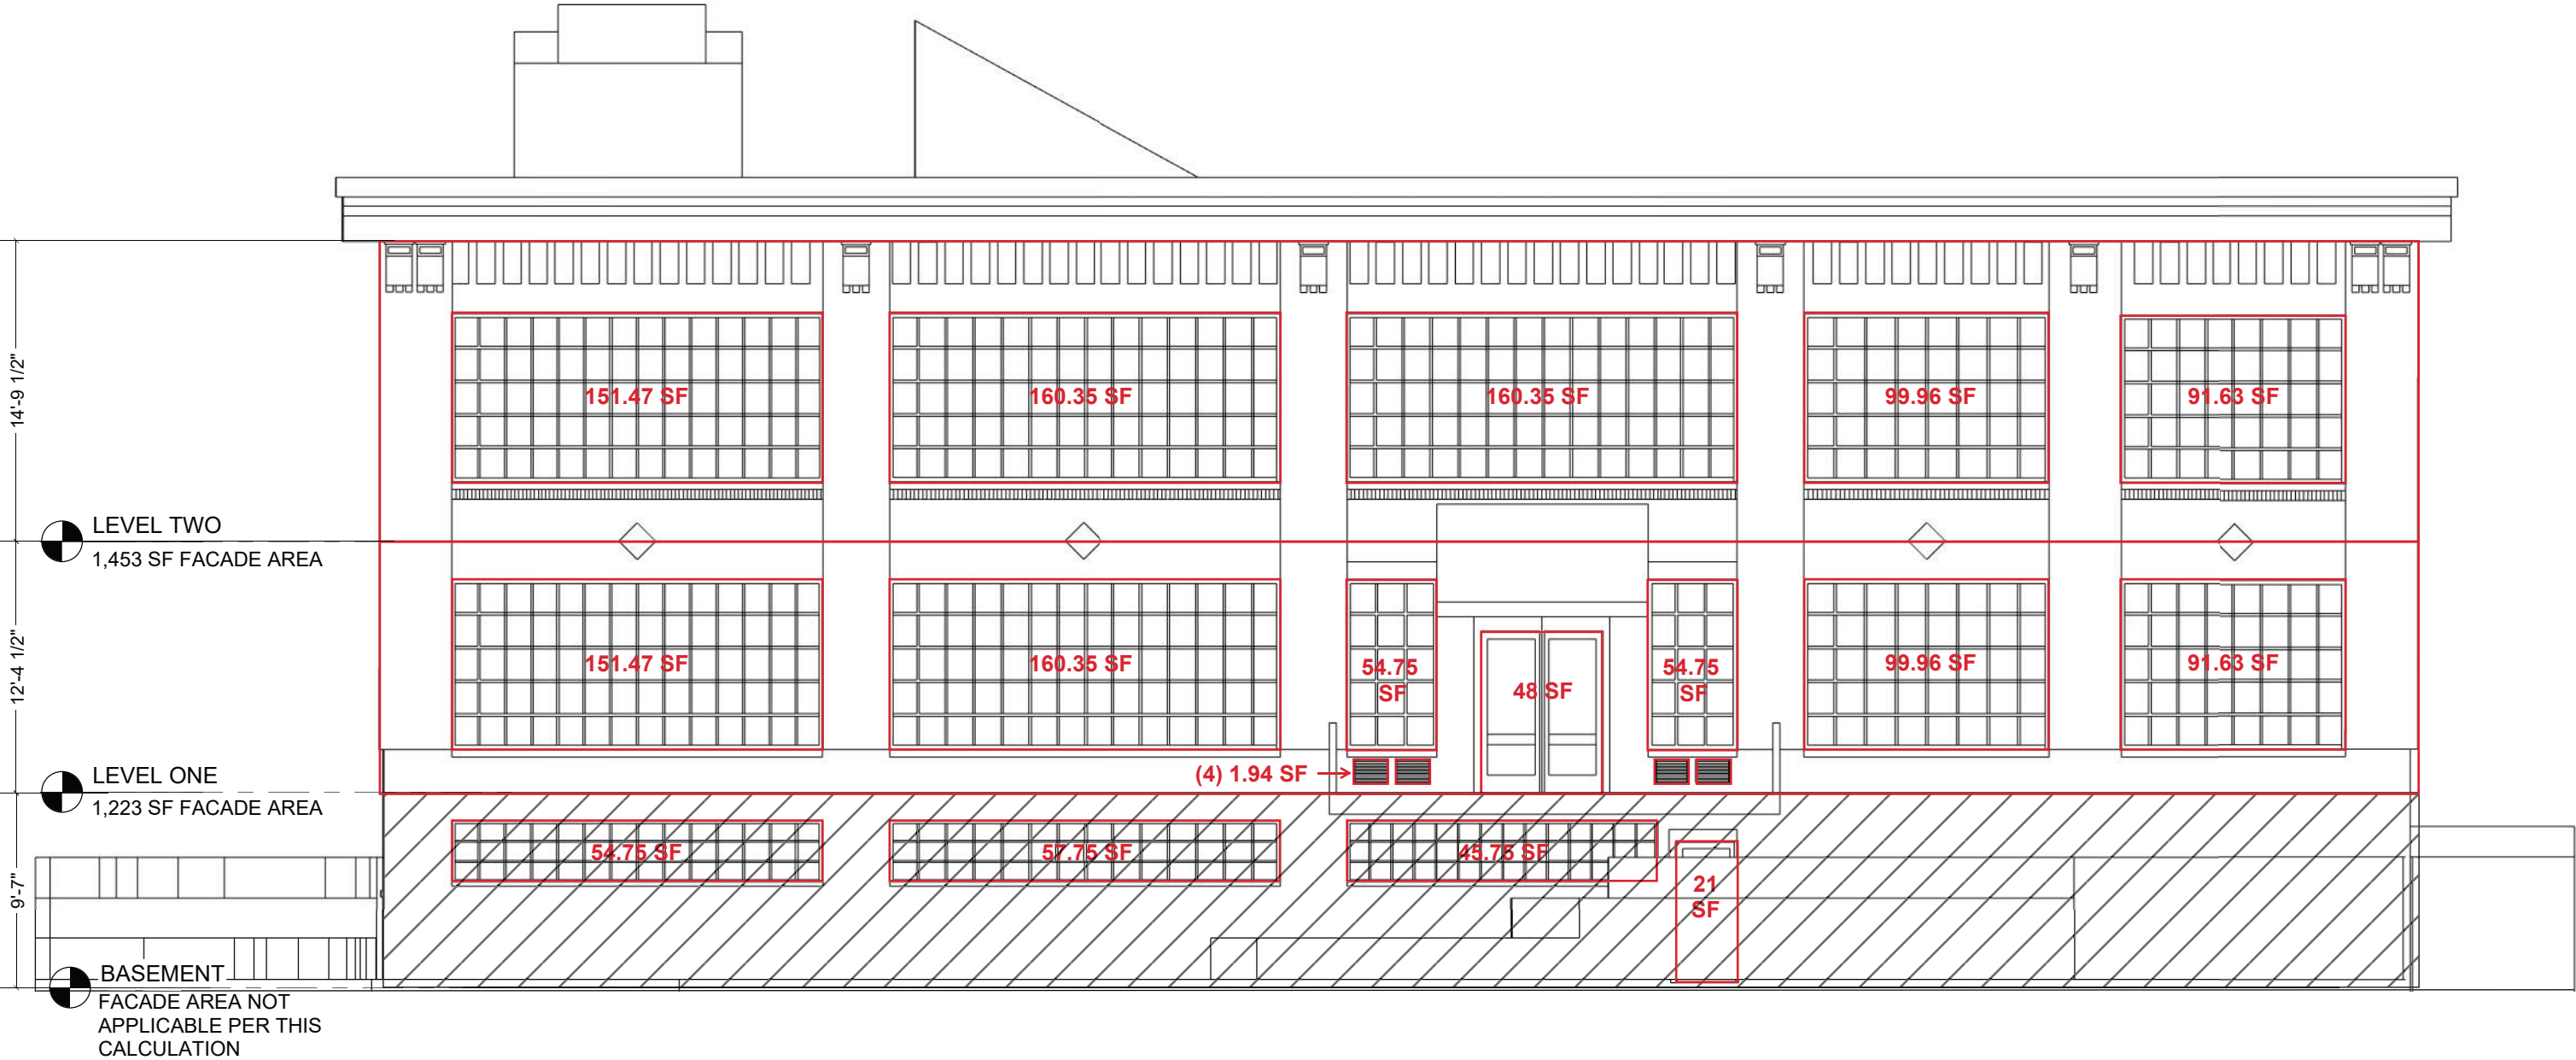 14'-9 1/2"
151.47 SF
160.35 SF
160.35 SF
99.96 SF
91.63 SF
LEVEL TWO
1,453 SF FACADE AREA
12'-4 1/2"
151.47 SF
160.35 SF
54.75
SF
48 SF
54.75
SF
99.96 SF
91.63 SF
(4) 1.94 SF
LEVEL ONE
1,223 SF FACADE AREA
9'-7"
54.75 SF
57.75 SF
45.75 SF
21
SF
BASEMENT
FACADE AREA NOT
APPLICABLE PER THIS
CALCULATION